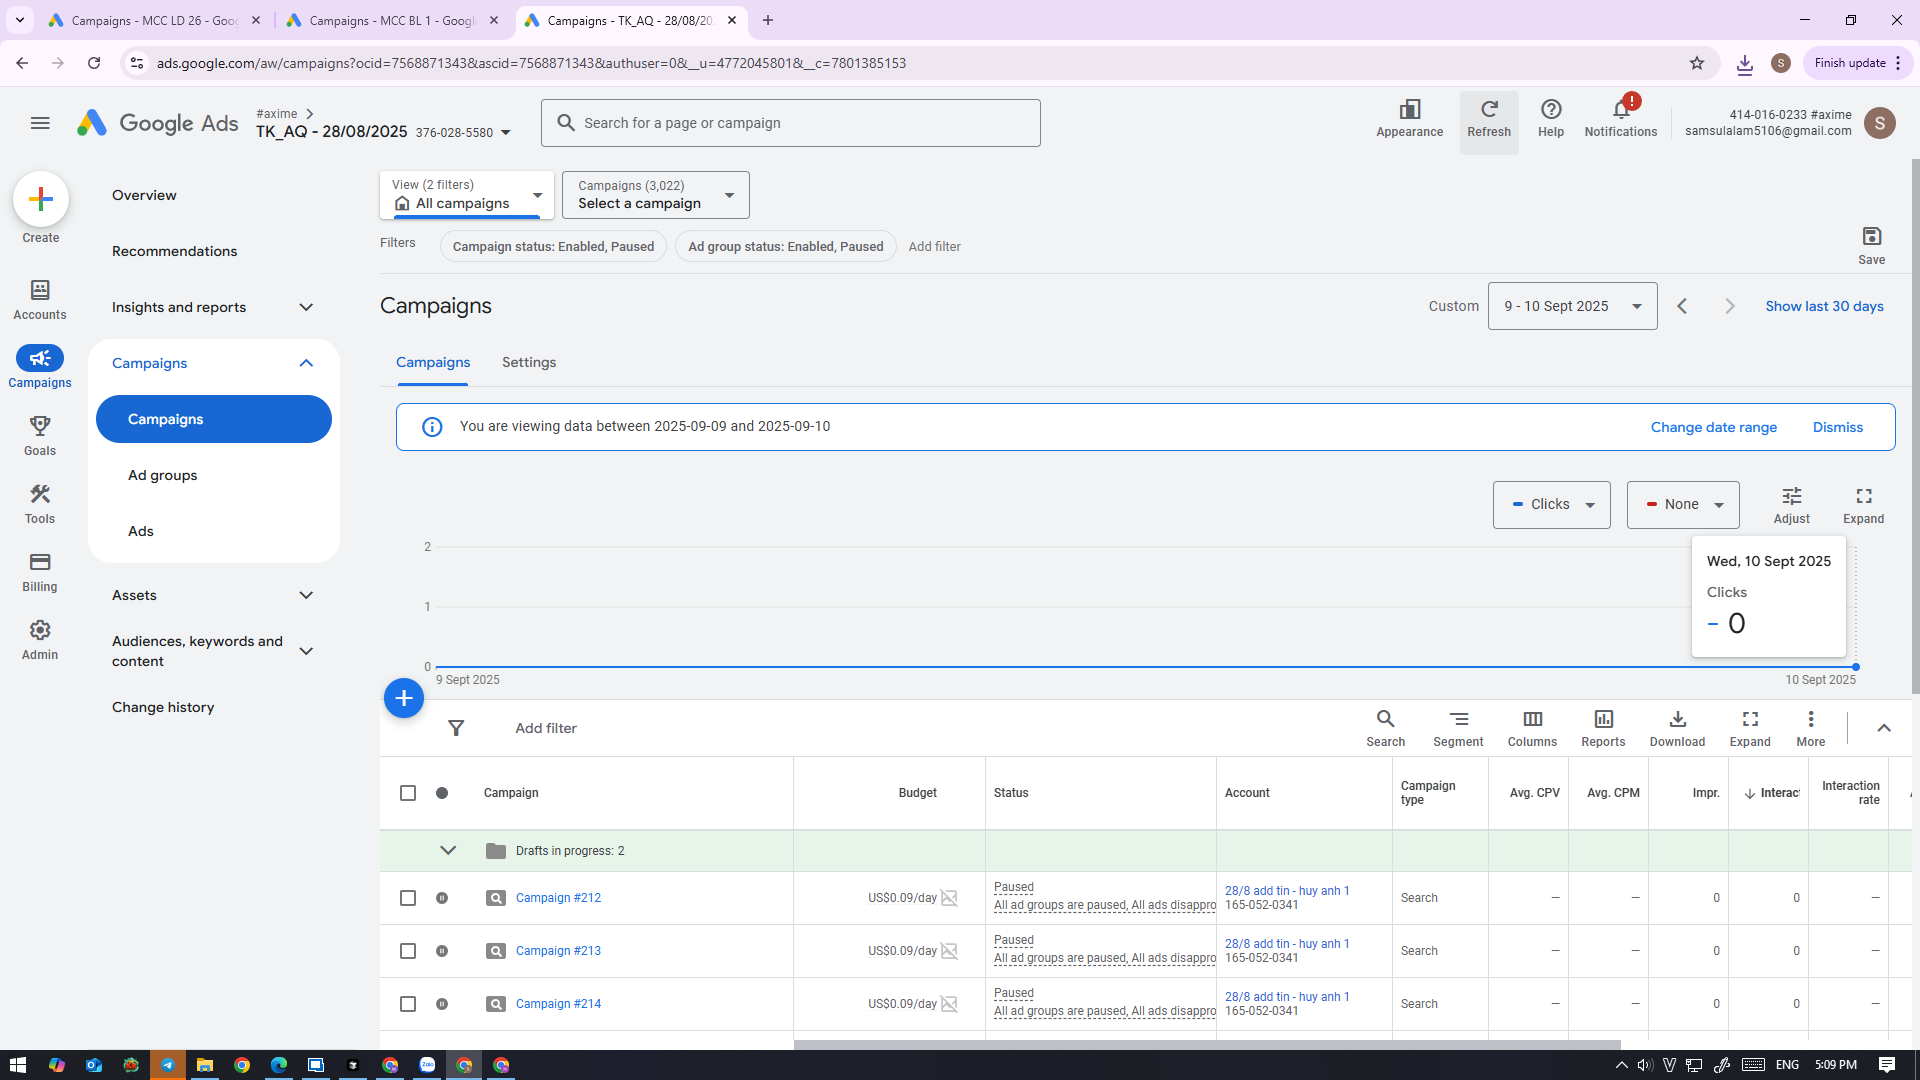 Campaigns - MCC LD 26 - Goog
Campaigns - MCC BL 1 - Google
Campaigns - TK_AQ - 28/08/202
ads.google.com/aw/campaigns?ocid=7568871343&ascid=7568871343&authuser=0&__u=4772045801&__c=7801385153
S
Finish update
Google Ads
#axime
TK_AQ - 28/08/2025 376-028-5580
Search for a page or campaign
Appearance
Refresh
Help
!
Notifications
414-016-0233 #axime
samsulalam5106@gmail.com
S
Create
Accounts
Campaigns
Goals
Tools
Billing
Admin
Overview
Recommendations
Insights and reports
Campaigns
Campaigns
Ad groups
Ads
Assets
Audiences, keywords and
content
Change history
View (2 filters)
All campaigns
Campaigns (3,022)
Select a campaign
Filters
Campaign status: Enabled, Paused
Ad group status: Enabled, Paused
Add filter
Save
Campaigns
Custom
9 - 10 Sept 2025
Show last 30 days
Campaigns
Settings
You are viewing data between 2025-09-09 and 2025-09-10
Change date range
Dismiss
Clicks
None
Adjust
Expand
2
1
0
9 Sept 2025
10 Sept 2025
Wed, 10 Sept 2025
Clicks
0
Add filter
Search
Segment
Columns
Reports
Download
Expand
More
Campaign
Budget
Status
Account
Campaign
type
Avg. CPV
Avg. CPM
Impr.
Interac
Interaction
rate
Drafts in progress: 2
Campaign #212
US$0.09/day
Paused
All ad groups are paused, All ads disappro
28/8 add tin - huy anh 1
165-052-0341
Search
—
—
0
0
—
Campaign #213
US$0.09/day
Paused
All ad groups are paused, All ads disappro
28/8 add tin - huy anh 1
165-052-0341
Search
—
—
0
0
—
Campaign #214
US$0.09/day
Paused
All ad groups are paused, All ads disappro
28/8 add tin - huy anh 1
165-052-0341
Search
—
—
0
0
—
Zalo
ENG
5:09 PM